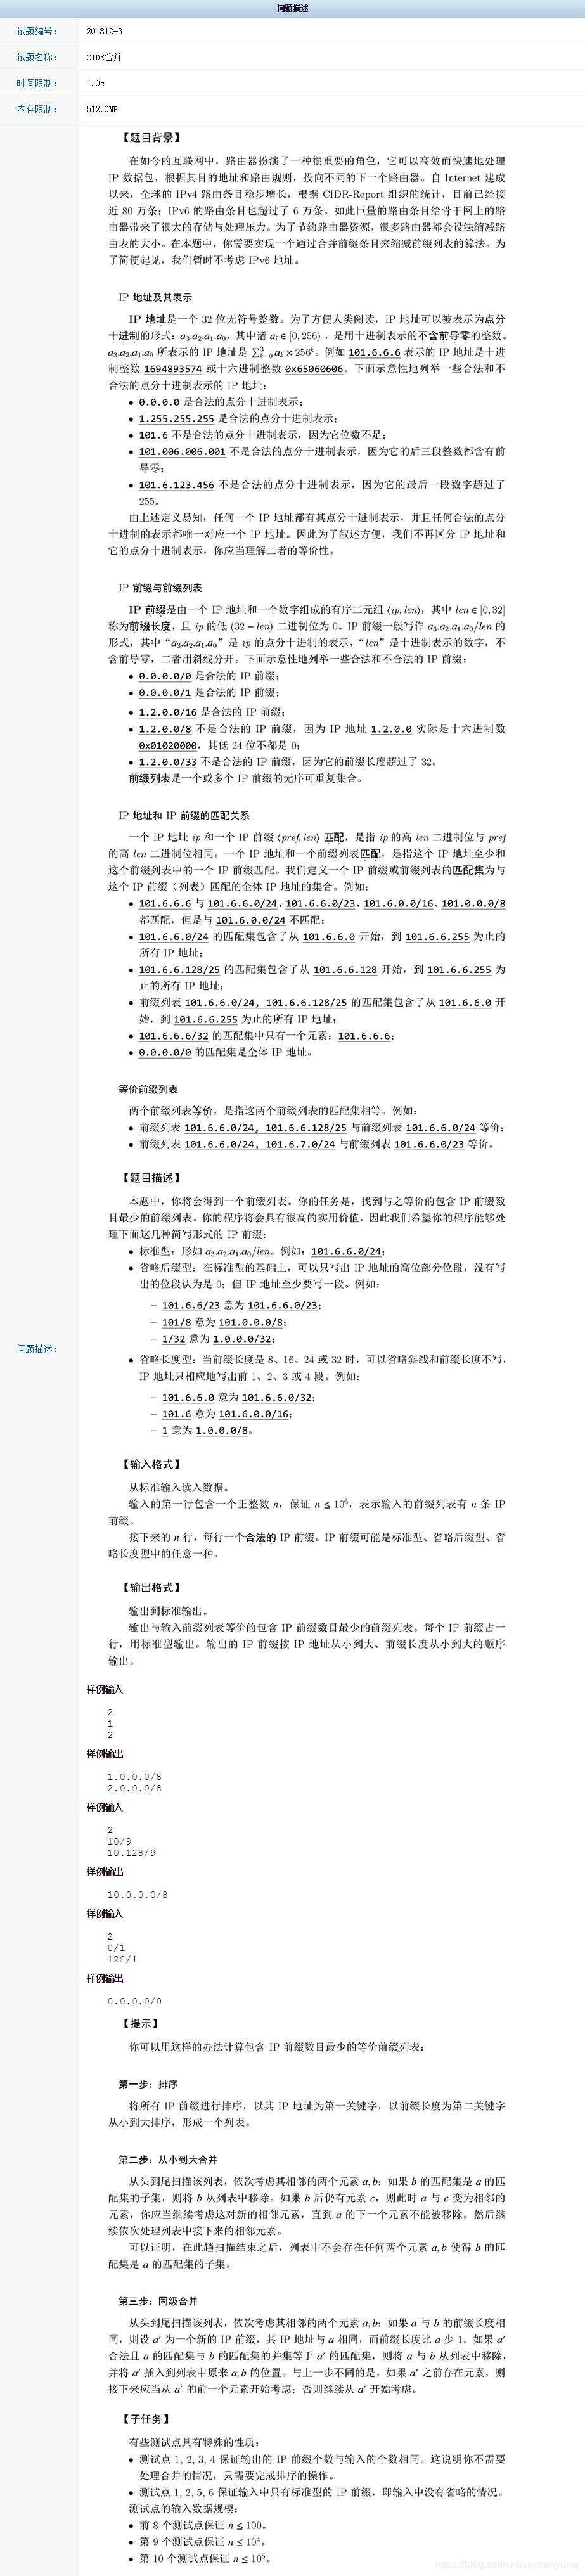 问题描述
试题编号： 201812-3
试题名称： CIDR合并
时间限制： 1.0s
内存限制： 512.0MB
问题描述：
【题目背景】
在如今的互联网中，路由器扮演了一种很重要的角色，它可以高效而快速地处理
IP 数据包，根据其目的地址和路由规则，投向不同的下一个路由器。自 Internet 建成
以来，全球的 IPv4 路由条目稳步增长，根据 CIDR-Report 组织的统计，目前已经接
近 80 万条；IPv6 的路由条目也超过了 6 万条。如此巨量的路由条目给骨干网上的路
由器带来了很大的存储与处理压力。为了节约路由器资源，很多路由器都会设法缩减路
由表的大小。在本题中，你需要实现一个通过合并前缀条目来缩减前缀列表的算法。为
了简便起见，我们暂时不考虑 IPv6 地址。
IP 地址及其表示
IP 地址是一个 32 位无符号整数。为了方便人类阅读，IP 地址可以被表示为点分
十进制的形式：a₃.a₂.a₁.a₀，其中诸 aᵢ ∈ [0, 256)，是用十进制表示的不含前导零的整数。
a₃.a₂.a₁.a₀ 所表示的 IP 地址是 ∑³ₖ₌₀ aₖ × 256ᵏ。例如 101.6.6.6 表示的 IP 地址是十进
制整数 1694893574 或十六进制整数 0x65060606。下面示意性地列举一些合法和不
合法的点分十进制表示的 IP 地址：
• 0.0.0.0 是合法的点分十进制表示；
• 1.255.255.255 是合法的点分十进制表示；
• 101.6 不是合法的点分十进制表示，因为它位数不足；
• 101.006.006.001 不是合法的点分十进制表示，因为它的后三段整数都含有前
导零；
• 101.6.123.456 不是合法的点分十进制表示，因为它的最后一段数字超过了
255。
由上述定义易知，任何一个 IP 地址都有其点分十进制表示，并且任何合法的点分
十进制的表示都唯一对应一个 IP 地址。因此为了叙述方便，我们不再区分 IP 地址和
它的点分十进制表示，你应当理解二者的等价性。
IP 前缀与前缀列表
IP 前缀是由一个 IP 地址和一个数字组成的有序二元组 ⟨ip, len⟩，其中 len ∈ [0, 32]
称为前缀长度，且 ip 的低 (32 − len) 二进制位为 0。IP 前缀一般写作 a₃.a₂.a₁.a₀/len 的
形式，其中“a₃.a₂.a₁.a₀”是 ip 的点分十进制的表示，“len”是十进制表示的数字，不
含前导零，二者用斜线分开。下面示意性地列举一些合法和不合法的 IP 前缀：
• 0.0.0.0/0 是合法的 IP 前缀；
• 0.0.0.0/1 是合法的 IP 前缀；
• 1.2.0.0/16 是合法的 IP 前缀；
• 1.2.0.0/8 不是合法的 IP 前缀，因为 IP 地址 1.2.0.0 实际是十六进制数
0x01020000，其低 24 位不都是 0；
• 1.2.0.0/33 不是合法的 IP 前缀，因为它的前缀长度超过了 32。
前缀列表是一个或多个 IP 前缀的无序可重复集合。
IP 地址和 IP 前缀的匹配关系
一个 IP 地址 ip 和一个 IP 前缀 ⟨pref, len⟩ 匹配，是指 ip 的高 len 二进制位与 pref
的高 len 二进制位相同。一个 IP 地址和一个前缀列表匹配，是指这个 IP 地址至少和
这个前缀列表中的一个 IP 前缀匹配。我们定义一个 IP 前缀或前缀列表的匹配集为与
这个 IP 前缀（列表）匹配的全体 IP 地址的集合。例如：
• 101.6.6.6 与 101.6.6.0/24、101.6.6.0/23、101.6.0.0/16、101.0.0.0/8
都匹配，但是与 101.6.0.0/24 不匹配；
• 101.6.6.0/24 的匹配集包含了从 101.6.6.0 开始，到 101.6.6.255 为止的
所有 IP 地址；
• 101.6.6.128/25 的匹配集包含了从 101.6.6.128 开始，到 101.6.6.255 为
止的所有 IP 地址；
• 前缀列表 101.6.6.0/24, 101.6.6.128/25 的匹配集包含了从 101.6.6.0 开
始，到 101.6.6.255 为止的所有 IP 地址；
• 101.6.6.6/32 的匹配集中只有一个元素：101.6.6.6；
• 0.0.0.0/0 的匹配集是全体 IP 地址。
等价前缀列表
两个前缀列表等价，是指这两个前缀列表的匹配集相等。例如：
• 前缀列表 101.6.6.0/24, 101.6.6.128/25 与前缀列表 101.6.6.0/24 等价；
• 前缀列表 101.6.6.0/24, 101.6.7.0/24 与前缀列表 101.6.6.0/23 等价。
【题目描述】
本题中，你将会得到一个前缀列表。你的任务是，找到与之等价的包含 IP 前缀数
目最少的前缀列表。你的程序将会具有很高的实用价值，因此我们希望你的程序能够处
理下面这几种简写形式的 IP 前缀：
• 标准型：形如 a₃.a₂.a₁.a₀/len。例如：101.6.6.0/24；
• 省略后缀型：在标准型的基础上，可以只写出 IP 地址的高位部分位段，没有写
出的位段认为是 0；但 IP 地址至少要写一段。例如：
– 101.6.6/23 意为 101.6.6.0/23；
– 101/8 意为 101.0.0.0/8；
– 1/32 意为 1.0.0.0/32；
• 省略长度型：当前缀长度是 8、16、24 或 32 时，可以省略斜线和前缀长度不写，
IP 地址只相应地写出前 1、2、3 或 4 段。例如：
– 101.6.6.0 意为 101.6.6.0/32；
– 101.6 意为 101.6.0.0/16；
– 1 意为 1.0.0.0/8。
【输入格式】
从标准输入读入数据。
输入的第一行包含一个正整数 n，保证 n ≤ 10⁶，表示输入的前缀列表有 n 条 IP
前缀。
接下来的 n 行，每行一个合法的 IP 前缀。IP 前缀可能是标准型、省略后缀型、省
略长度型中的任意一种。
【输出格式】
输出到标准输出。
输出与输入前缀列表等价的包含 IP 前缀数目最少的前缀列表。每个 IP 前缀占一
行，用标准型输出。输出的 IP 前缀按 IP 地址从小到大、前缀长度从小到大的顺序
输出。
样例输入
2
1
2
样例输出
1.0.0.0/8
2.0.0.0/8
样例输入
2
10/9
10.128/9
样例输出
10.0.0.0/8
样例输入
2
0/1
128/1
样例输出
0.0.0.0/0
【提示】
你可以用这样的办法计算包含 IP 前缀数目最少的等价前缀列表：
第一步：排序
将所有 IP 前缀进行排序，以其 IP 地址为第一关键字，以前缀长度为第二关键字
从小到大排序，形成一个列表。
第二步：从小到大合并
从头到尾扫描该列表，依次考虑其相邻的两个元素 a, b：如果 b 的匹配集是 a 的匹
配集的子集，则将 b 从列表中移除。如果 b 后仍有元素 c，则此时 a 与 c 变为相邻的
元素，你应当继续考虑这对新的相邻元素，直到 a 的下一个元素不能被移除。然后继
续依次处理列表中接下来的相邻元素。
可以证明，在此趟扫描结束之后，列表中不会存在任何两个元素 a, b 使得 b 的匹
配集是 a 的匹配集的子集。
第三步：同级合并
从头到尾扫描该列表，依次考虑其相邻的两个元素 a, b：如果 a 与 b 的前缀长度相
同，则设 a′ 为一个新的 IP 前缀，其 IP 地址与 a 相同，而前缀长度比 a 少 1。如果 a′
合法且 a 的匹配集与 b 的匹配集的并集等于 a′ 的匹配集，则将 a 与 b 从列表中移除，
并将 a′ 插入到列表中原来 a, b 的位置。与上一步不同的是，如果 a′ 之前存在元素，则
接下来应当从 a′ 的前一个元素开始考虑；否则继续从 a′ 开始考虑。
【子任务】
有些测试点具有特殊的性质：
• 测试点 1, 2, 3, 4 保证输出的 IP 前缀个数与输入的个数相同。这说明你不需要
处理合并的情况，只需要完成排序的操作。
• 测试点 1, 2, 5, 6 保证输入中只有标准型的 IP 前缀，即输入中没有省略的情况。
测试点的输入数据规模：
• 前 8 个测试点保证 n ≤ 100。
• 第 9 个测试点保证 n ≤ 10⁴。
• 第 10 个测试点保证 n ≤ 10⁵。
https://blog.csdn.net/richenyunqi